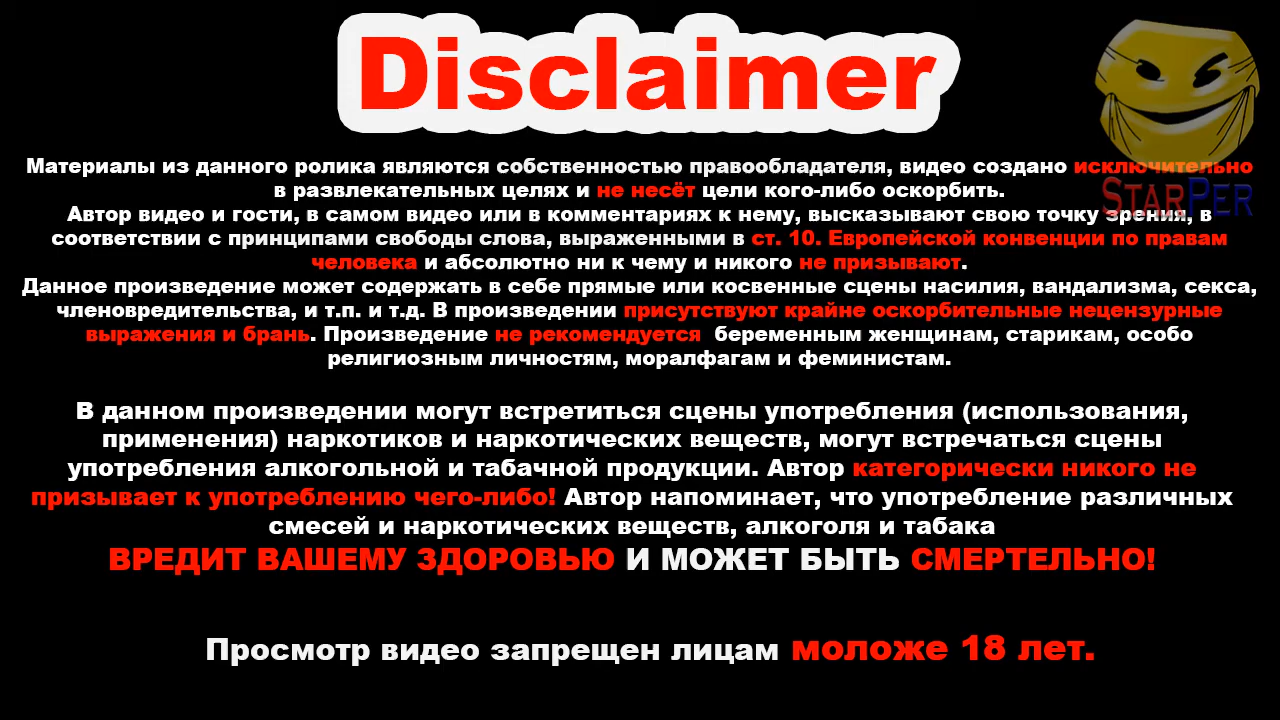 Disclaimer
Материалы из данного ролика являются собственностью правообладателя, видео создано исключительно
в развлекательных целях и не несёт цели кого-либо оскорбить.
Автор видео и гости, в самом видео или в комментариях к нему, высказывают свою точку зрения, в
соответствии с принципами свободы слова, выраженными в ст. 10. Европейской конвенции по правам
человека и абсолютно ни к чему и никого не призывают.
Данное произведение может содержать в себе прямые или косвенные сцены насилия, вандализма, секса,
членовредительства, и т.п. и т.д. В произведении присутствуют крайне оскорбительные нецензурные
выражения и брань. Произведение не рекомендуется беременным женщинам, старикам, особо
религиозным личностям, моралфагам и феминистам.
В данном произведении могут встретиться сцены употребления (использования,
применения) наркотиков и наркотических веществ, могут встречаться сцены
употребления алкогольной и табачной продукции. Автор категорически никого не
призывает к употреблению чего-либо! Автор напоминает, что употребление различных
смесей и наркотических веществ, алкоголя и табака
ВРЕДИТ ВАШЕМУ ЗДОРОВЬЮ И МОЖЕТ БЫТЬ СМЕРТЕЛЬНО!
Просмотр видео запрещен лицам моложе 18 лет.
STARPER